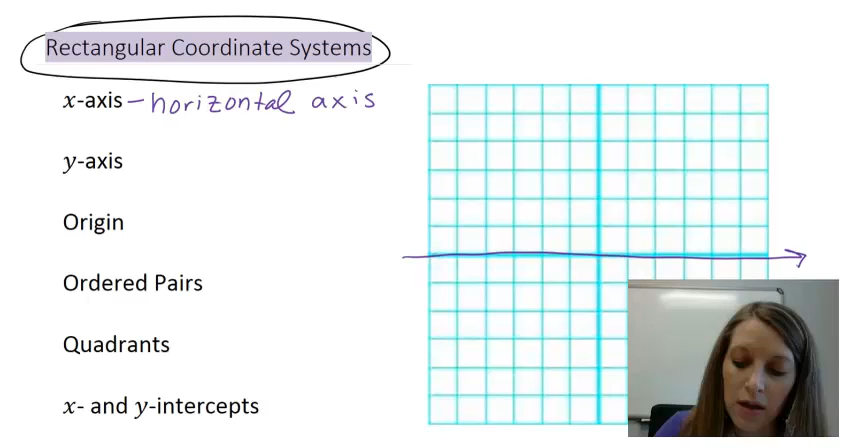 Rectangular Coordinate Systems
x-axis – horizontal axis
y-axis
Origin
Ordered Pairs
Quadrants
x- and y-intercepts